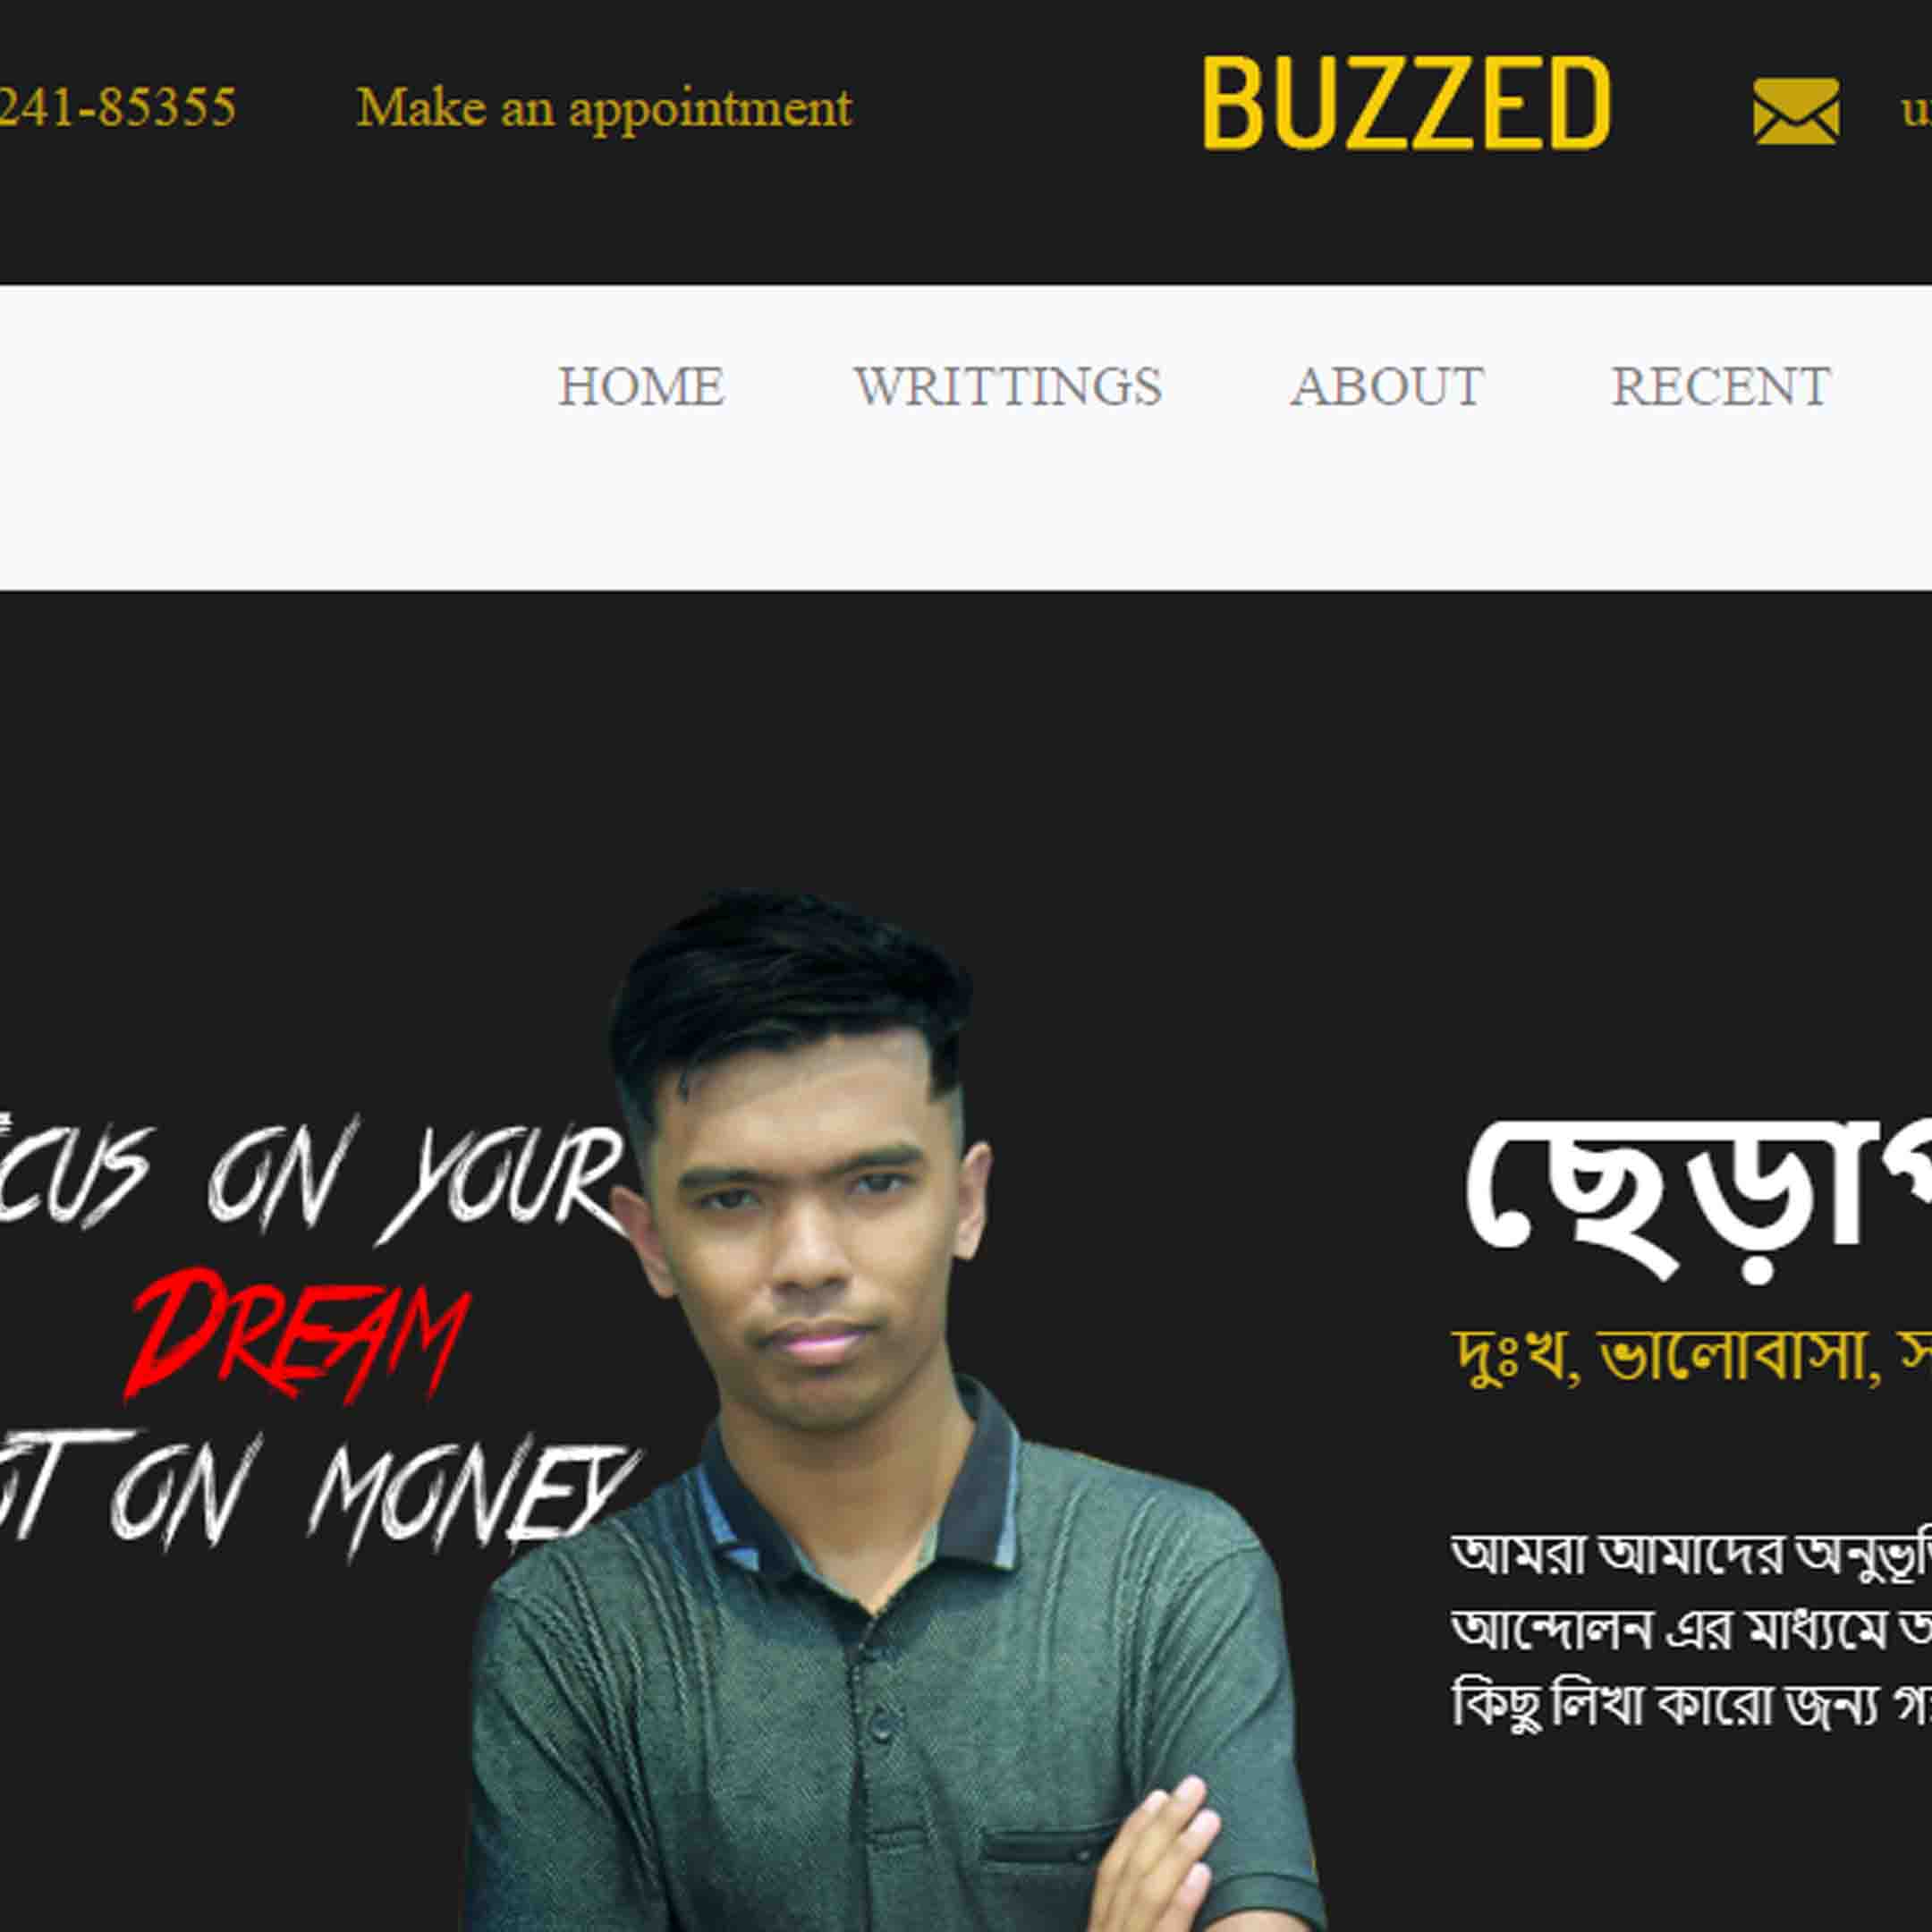 241-85355 Make an appointment BUZZED
HOME WRITTINGS ABOUT RECENT
CUS ON YOUR
DREAM
OT ON MONEY
ছেড়াপ
দুঃখ, ভালোবাসা,
আমরা আমাদের
আন্দোলন এর মাধ্যমে
কিছু লিখা কারো জন্য